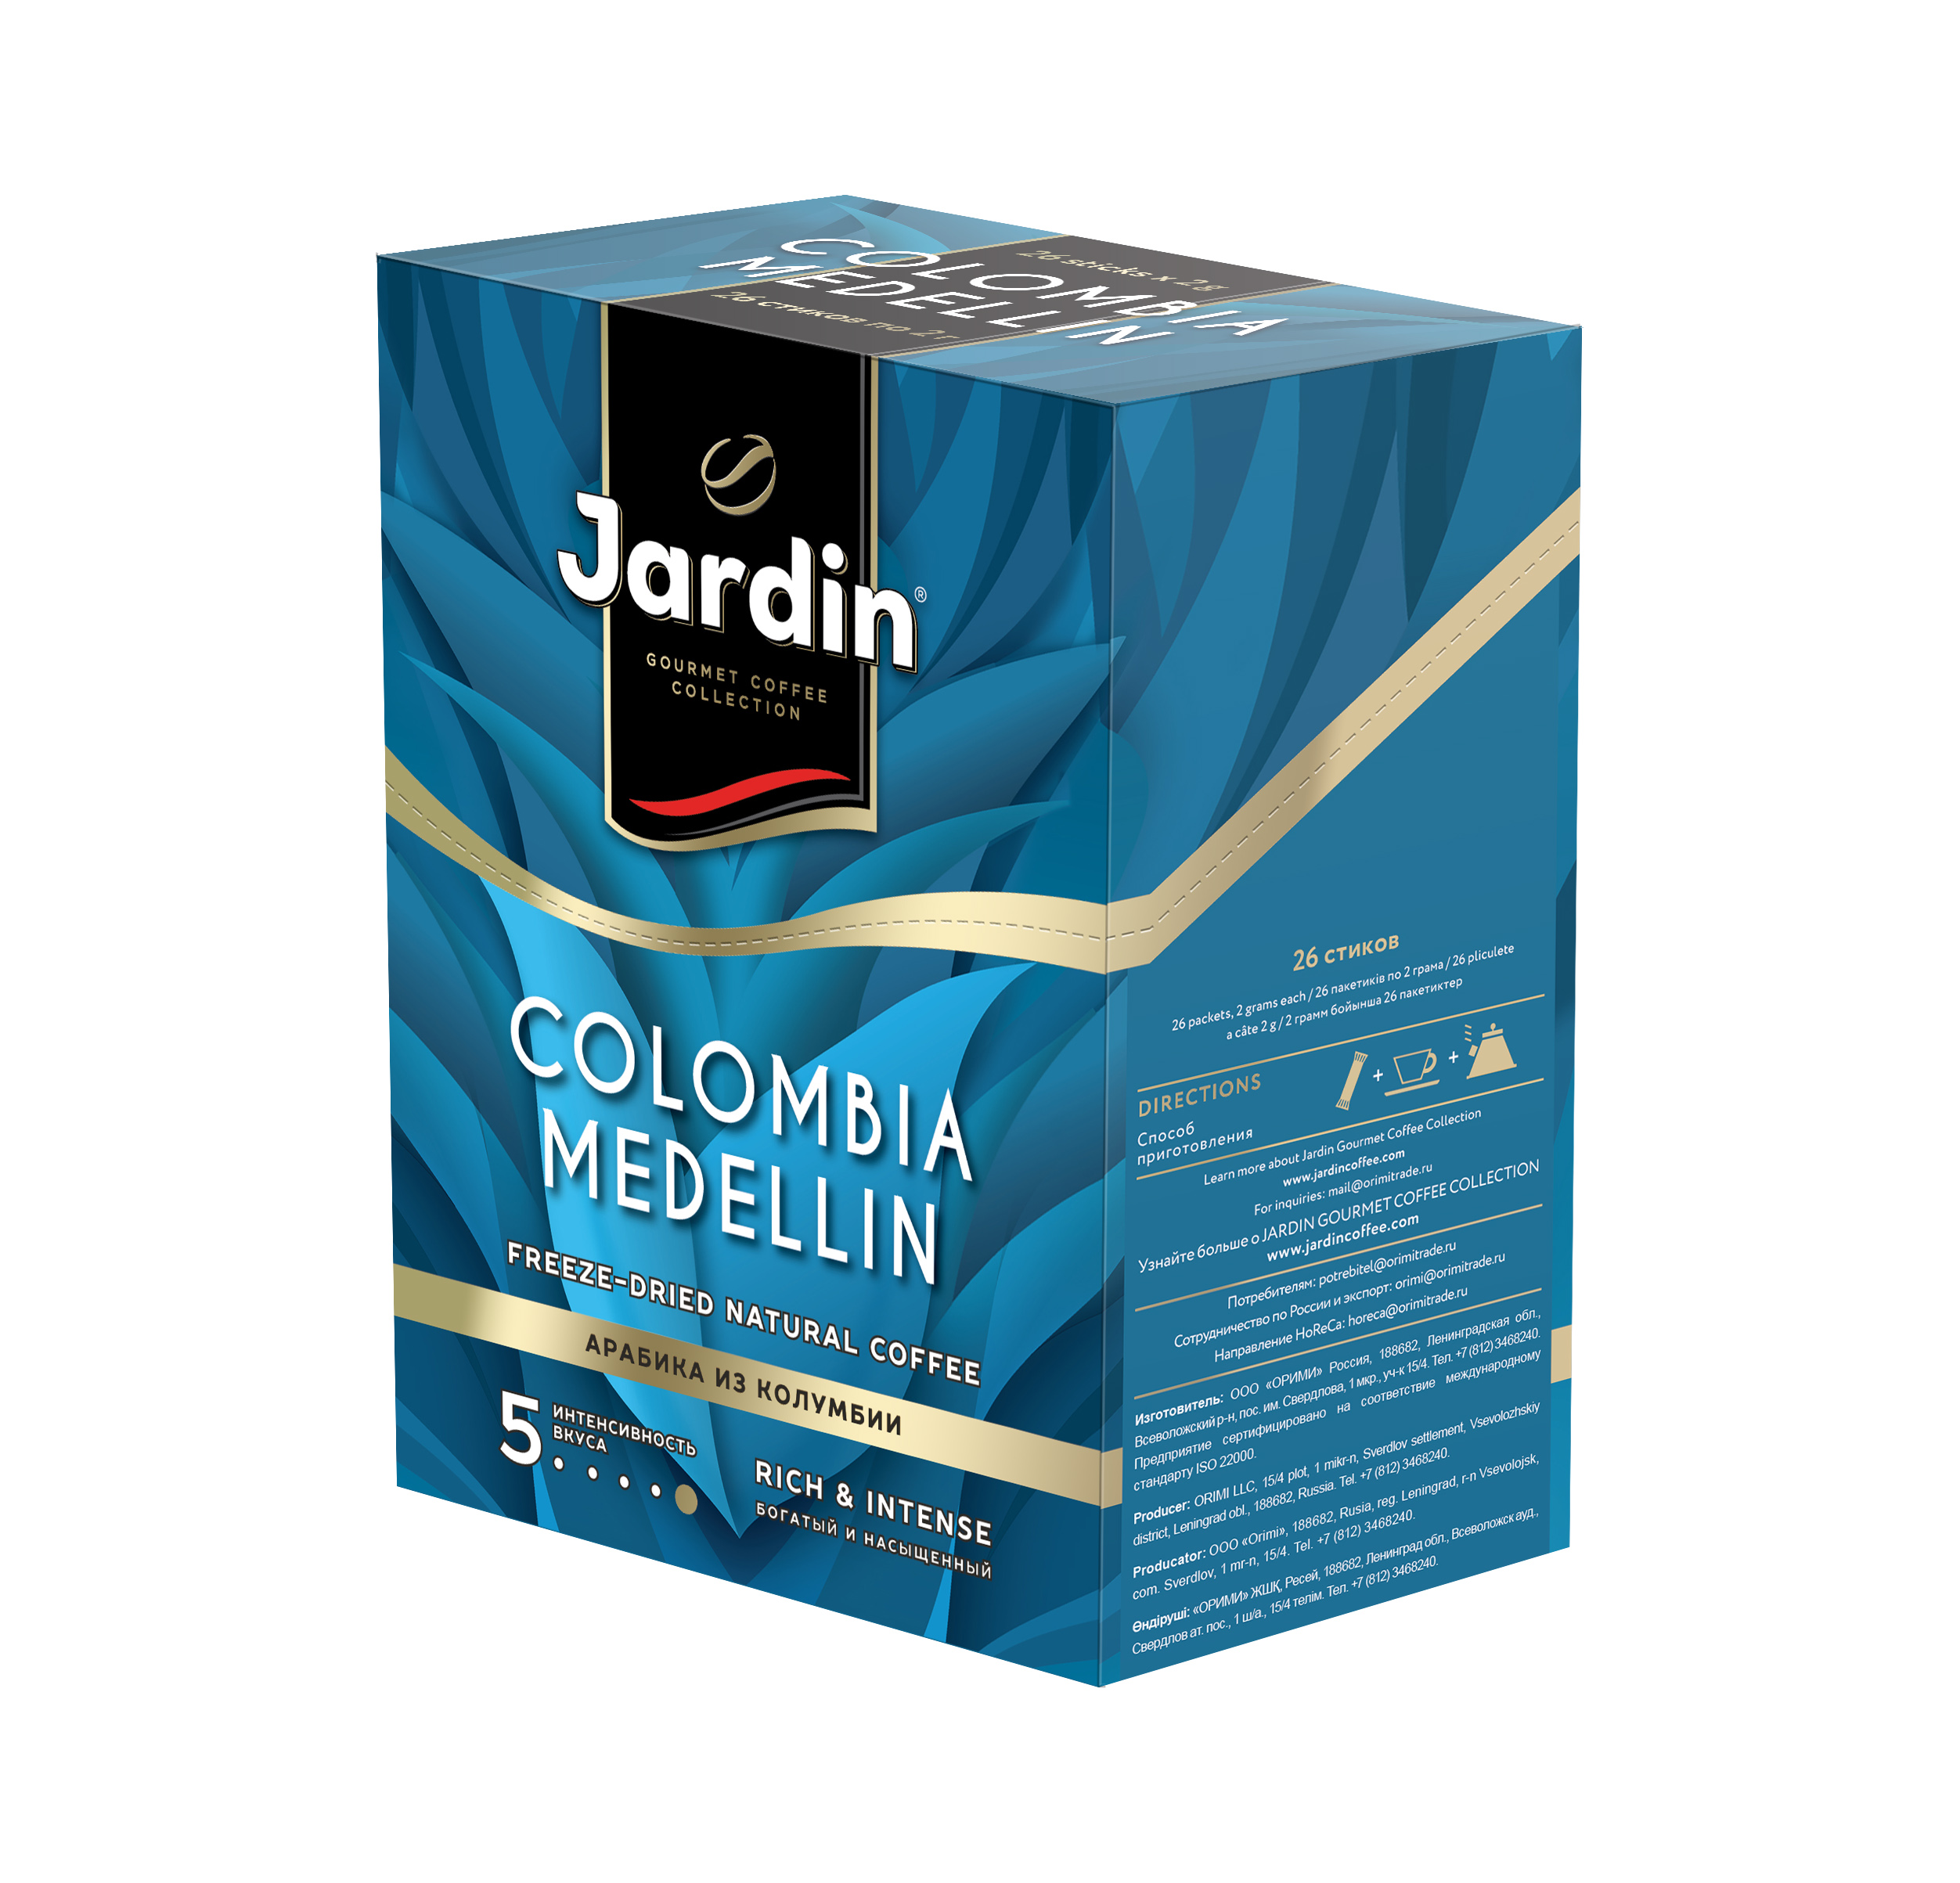 COLOMBIA
MEDELLIN
26 sticks x 2 g
26 стиков по 2 г
Jardin®
GOURMET COFFEE
COLLECTION
COLOMBIA
MEDELLIN
FREEZE-DRIED NATURAL COFFEE
АРАБИКА ИЗ КОЛУМБИИ
5 ИНТЕНСИВНОСТЬ
ВКУСА
RICH & INTENSE
БОГАТЫЙ И НАСЫЩЕННЫЙ
26 стиков
26 packets, 2 grams each / 26 пакетиків по 2 грама / 26 pliculete
a câte 2 g / 2 грамм бойынша 26 пакетиктер
DIRECTIONS
Способ
приготовления
+ +
Learn more about Jardin Gourmet Coffee Collection
www.jardincoffee.com
For inquiries: mail@orimitrade.ru
Узнайте больше о JARDIN GOURMET COFFEE COLLECTION
www.jardincoffee.com
Потребителям: potrebitel@orimitrade.ru
Сотрудничество по России и экспорт: orimi@orimitrade.ru
Направление HoReCa: horeca@orimitrade.ru
Изготовитель: ООО «ОРИМИ» Россия, 188682, Ленинградская обл.,
Всеволожский р-н, пос. им. Свердлова, 1 мкр., уч-к 15/4. Тел. +7 (812) 3468240.
Предприятие сертифицировано на соответствие международному
стандарту ISO 22000.
Producer: ORIMI LLC, 15/4 plot, 1 mikr-n, Sverdlov settlement, Vsevolozhskiy
district, Leningrad obl., 188682, Russia. Tel. +7 (812) 3468240.
Producator: ООО «Orimi», 188682, Rusia, reg. Leningrad, r-n Vsevolojsk,
com. Sverdlov, 1 mr-n, 15/4. Tel. +7 (812) 3468240.
Өндіруші: «ОРИМИ» ЖШҚ, Ресей, 188682, Ленинград обл., Всеволожск ауд.,
Свердлов ат. пос., 1 ш/а., 15/4 телім. Тел. +7 (812) 3468240.